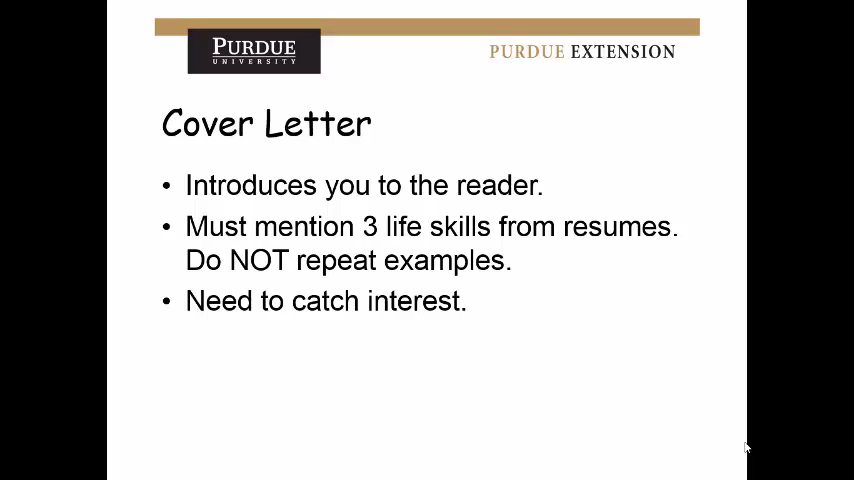 PURDUE
UNIVERSITY
PURDUE EXTENSION
Cover Letter
• Introduces you to the reader.
• Must mention 3 life skills from resumes.
Do NOT repeat examples.
• Need to catch interest.